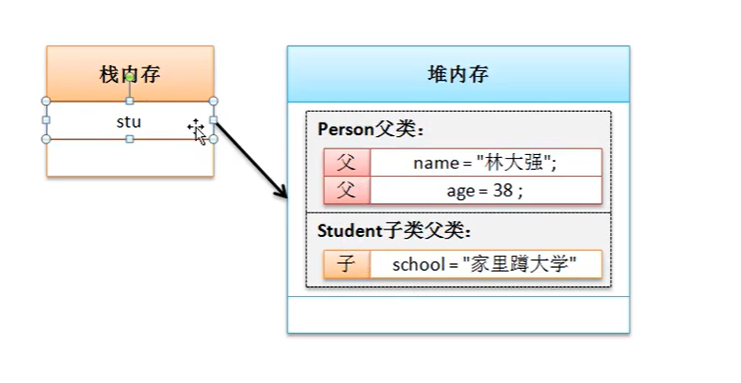 栈内存
stu
堆内存
Person父类：
父 name = "林大强";
父 age = 38 ;
Student子类父类：
子 school = "家里蹲大学"